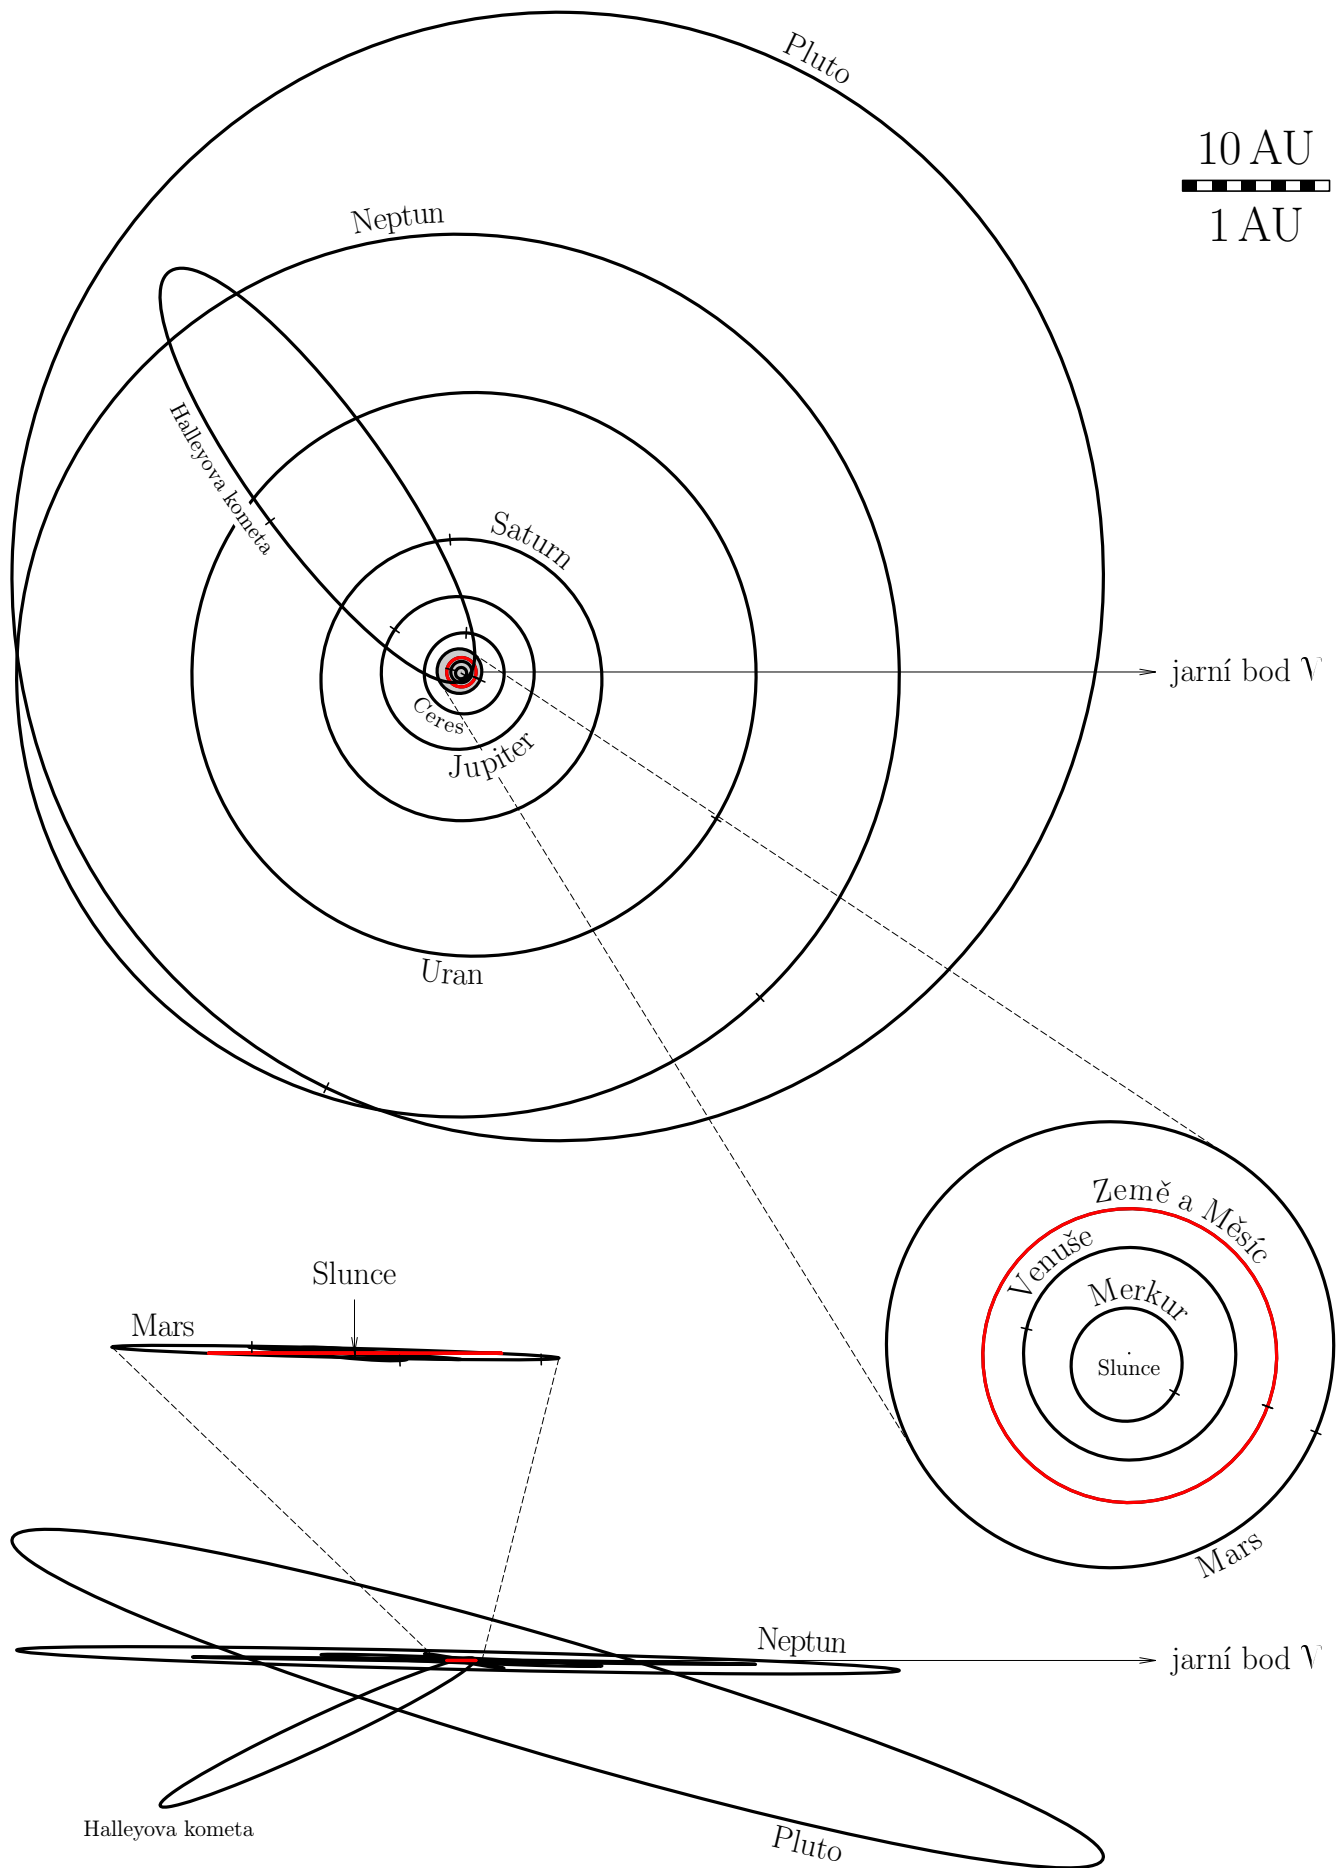 Pluto
10 AU
1 AU
Neptun
Halleyova kometa
Saturn
jarní bod ♈
Ceres
Jupiter
Uran
Země a Měsíc
Venuše
Merkur
Slunce
Mars
Slunce
Mars
Neptun
jarní bod ♈
Halleyova kometa
Pluto